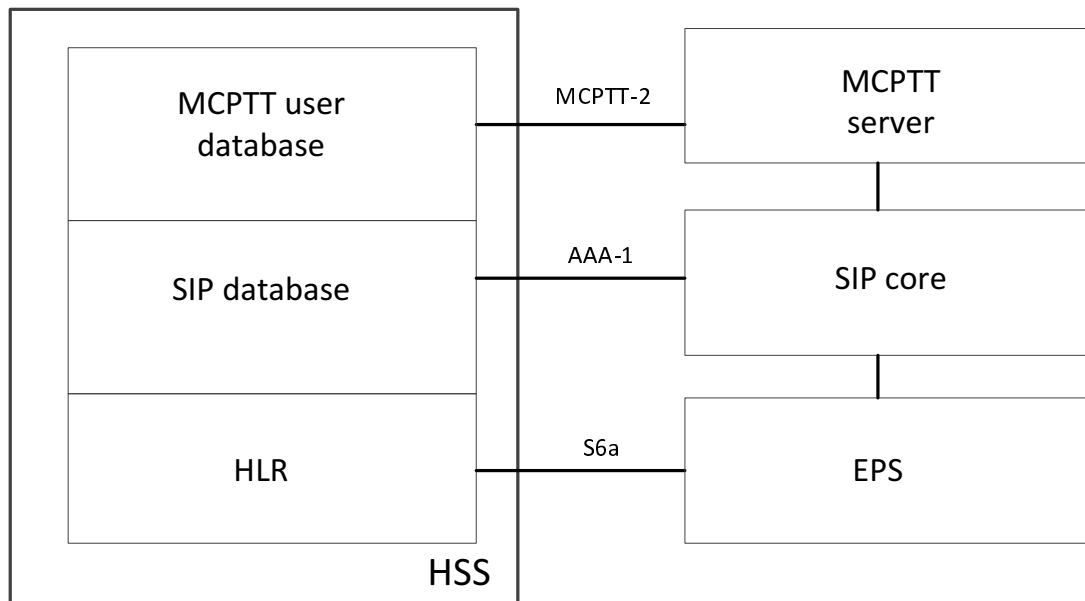 MCPTT user
database
MCPTT-2
MCPTT
server
SIP database
AAA-1
SIP core
HLR
S6a
EPS
HSS